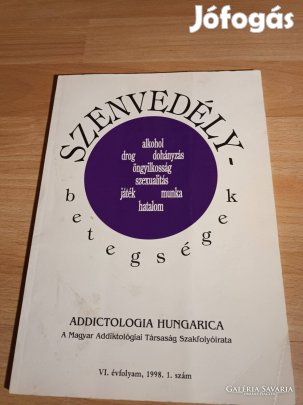 Jófogás
SZENVEDÉLY-
alkohol
drog dohányzás
öngyilkosság
szexualitás
játék munka
hatalom
betegségek
ADDICTOLOGIA HUNGARICA
A Magyar Addiktológiai Társaság Szakfolyóirata
VI. évfolyam, 1998. 1. szám
GALERIA SAVARIA